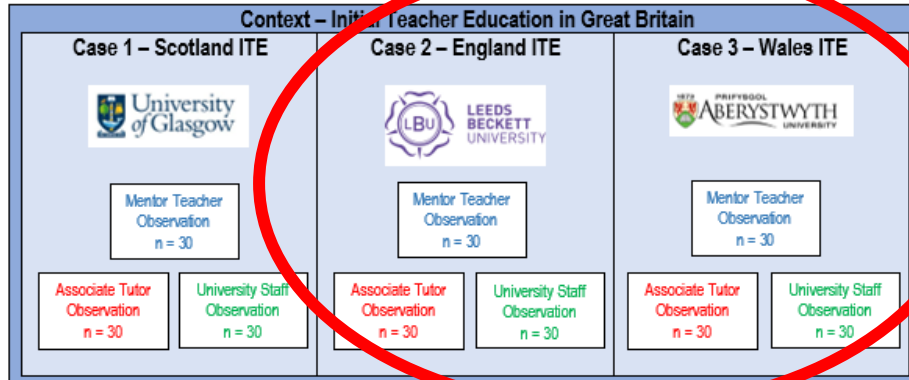 Context – Initial Teacher Education in Great Britain
Case 1 – Scotland ITE
University
of Glasgow
Mentor Teacher
Observation
n = 30
Associate Tutor
Observation
n = 30
University Staff
Observation
n = 30
Case 2 – England ITE
LBU
LEEDS
BECKETT
UNIVERSITY
Mentor Teacher
Observation
n = 30
Associate Tutor
Observation
n = 30
University Staff
Observation
n = 30
Case 3 – Wales ITE
1872
PRIFYSGOL
ABERYSTWYTH
UNIVERSITY
Mentor Teacher
Observation
n = 30
Associate Tutor
Observation
n = 30
University Staff
Observation
n = 30